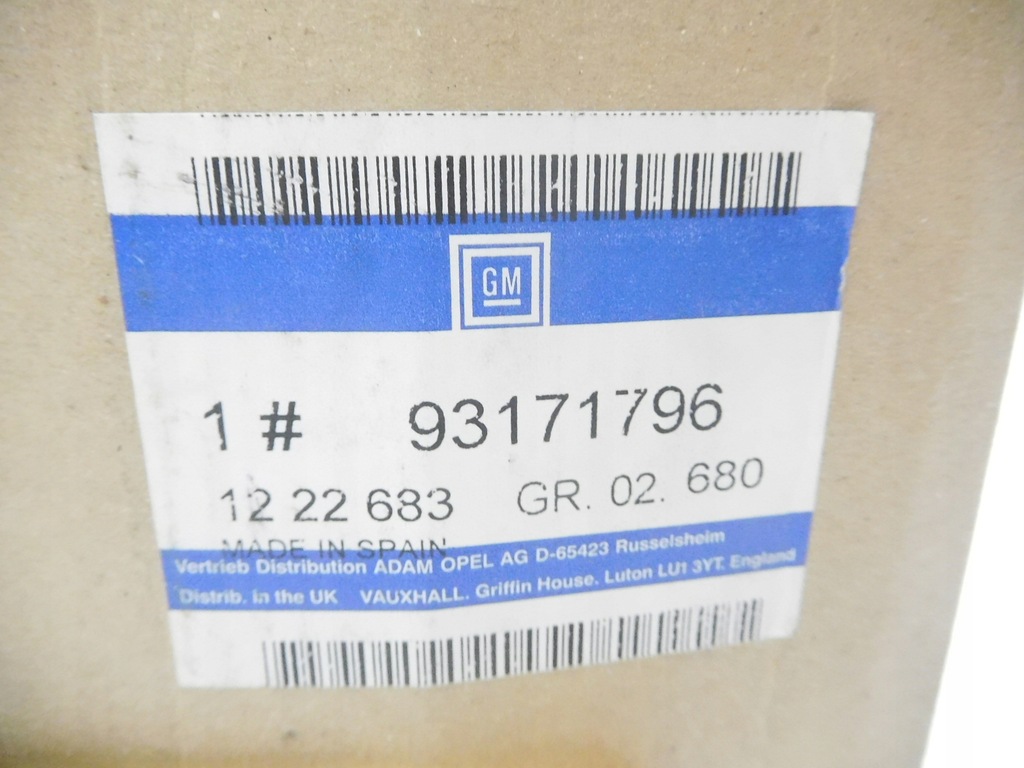 GM
1 # 93171796
12 22 683 GR. 02. 680
MADE IN SPAIN
Vertrieb Distribution ADAM OPEL AG D-65423 Russelsheim
Distrib. in the UK VAUXHALL. Griffin House. Luton LU1 3YT. England